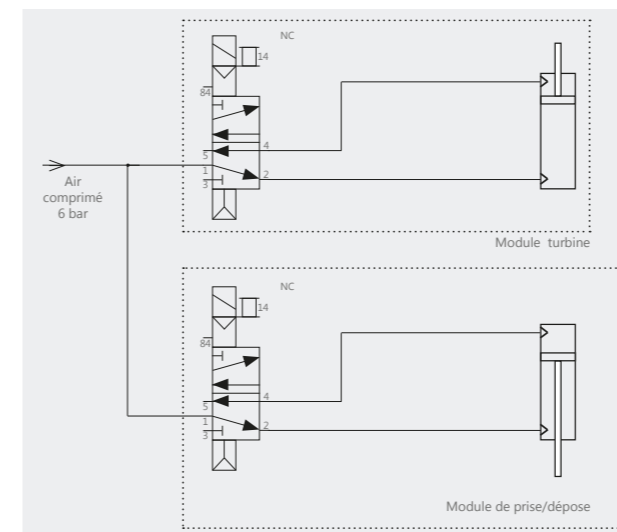 NC
14
84
4
5
1
2
3
Air
comprimé
6 bar
Module turbine
NC
14
84
4
5
1
2
3
Module de prise/dépose